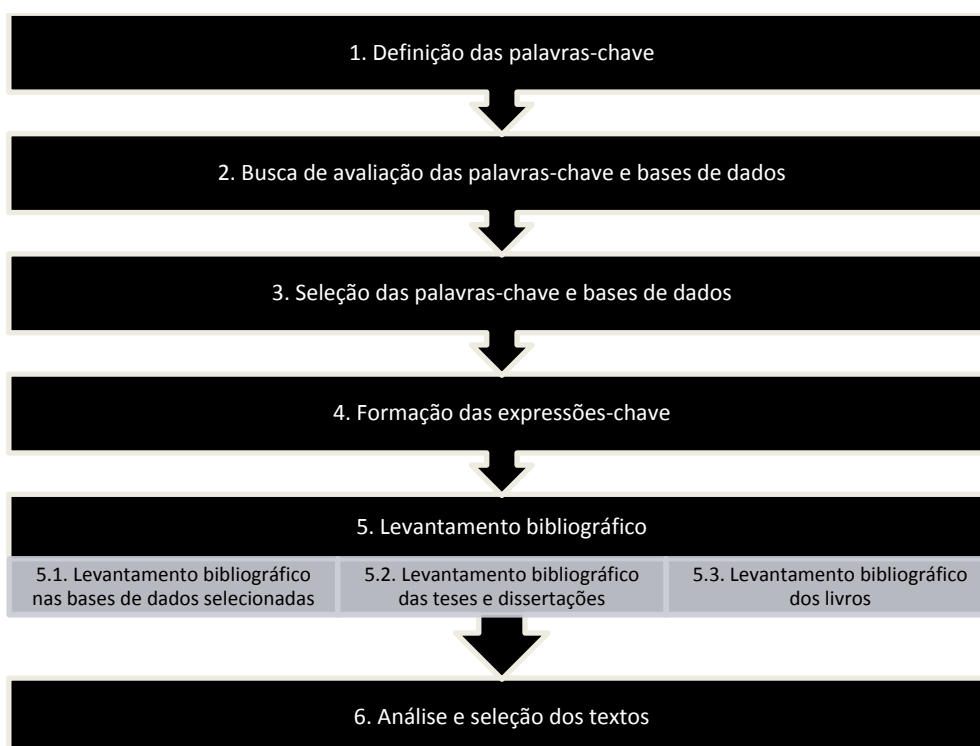 1. Definição das palavras-chave
2. Busca de avaliação das palavras-chave e bases de dados
3. Seleção das palavras-chave e bases de dados
4. Formação das expressões-chave
5. Levantamento bibliográfico
5.1. Levantamento bibliográfico
nas bases de dados selecionadas
5.2. Levantamento bibliográfico
das teses e dissertações
5.3. Levantamento bibliográfico
dos livros
6. Análise e seleção dos textos